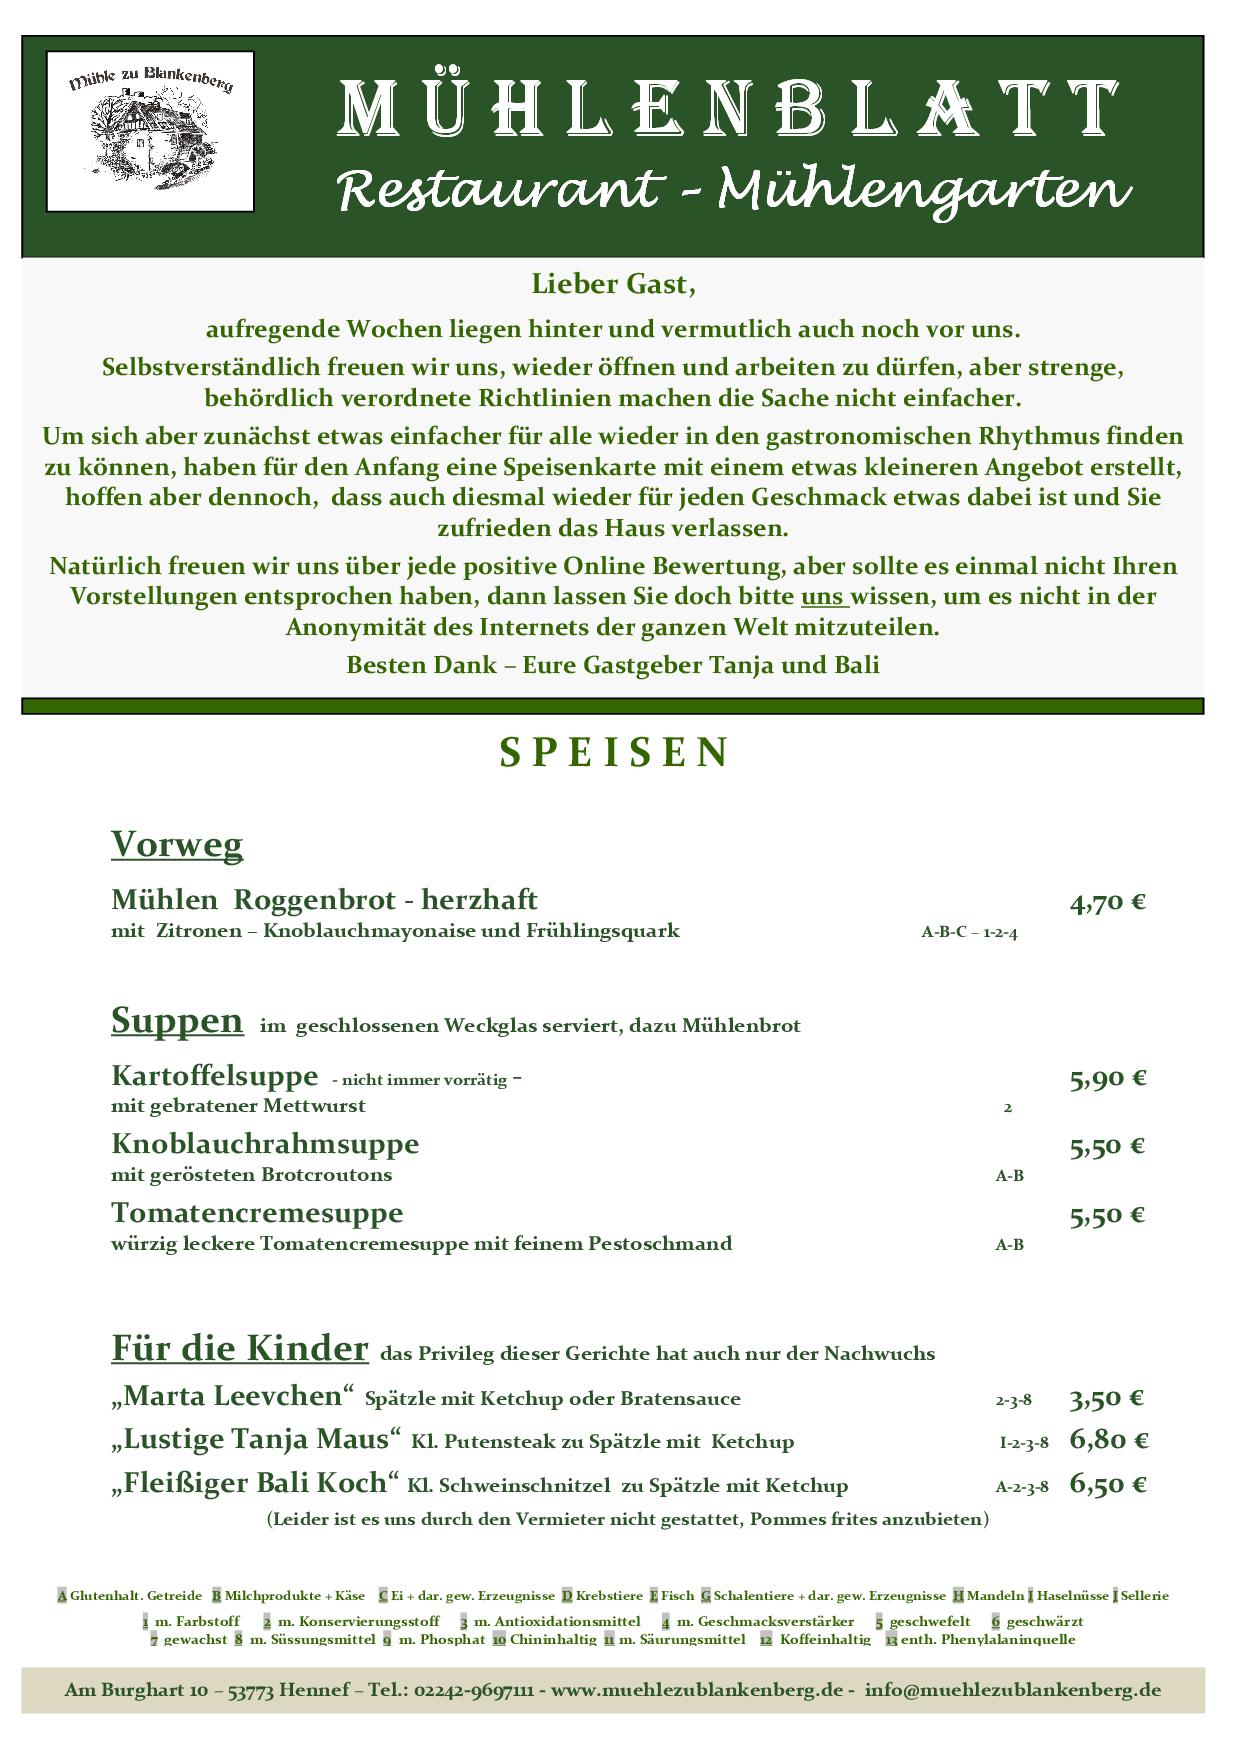 Mühle zu Blankenberg
MÜHLENBLATT
Restaurant – Mühlengarten
Lieber Gast,
aufregende Wochen liegen hinter und vermutlich auch noch vor uns.
Selbstverständlich freuen wir uns, wieder öffnen und arbeiten zu dürfen, aber strenge,
behördlich verordnete Richtlinien machen die Sache nicht einfacher.
Um sich aber zunächst etwas einfacher für alle wieder in den gastronomischen Rhythmus finden
zu können, haben für den Anfang eine Speisenkarte mit einem etwas kleineren Angebot erstellt,
hoffen aber dennoch, dass auch diesmal wieder für jeden Geschmack etwas dabei ist und Sie
zufrieden das Haus verlassen.
Natürlich freuen wir uns über jede positive Online Bewertung, aber sollte es einmal nicht Ihren
Vorstellungen entsprochen haben, dann lassen Sie doch bitte uns wissen, um es nicht in der
Anonymität des Internets der ganzen Welt mitzuteilen.
Besten Dank – Eure Gastgeber Tanja und Bali
SPEISEN
Vorweg
Mühlen Roggenbrot - herzhaft 4,70 €
mit Zitronen – Knoblauchmayonaise und Frühlingsquark A-B-C – 1-2-4
Suppen im geschlossenen Weckglas serviert, dazu Mühlenbrot
Kartoffelsuppe - nicht immer vorrätig – 5,90 €
mit gebratener Mettwurst 2
Knoblauchrahmsuppe 5,50 €
mit gerösteten Brotcroutons A-B
Tomatencremesuppe 5,50 €
würzig leckere Tomatencremesuppe mit feinem Pestoschmand A-B
Für die Kinder das Privileg dieser Gerichte hat auch nur der Nachwuchs
„Marta Leevchen“ Spätzle mit Ketchup oder Bratensauce 2-3-8 3,50 €
„Lustige Tanja Maus“ Kl. Putensteak zu Spätzle mit Ketchup I-2-3-8 6,80 €
„Fleißiger Bali Koch“ Kl. Schweinschnitzel zu Spätzle mit Ketchup A-2-3-8 6,50 €
(Leider ist es uns durch den Vermieter nicht gestattet, Pommes frites anzubieten)
A Glutenhalt. Getreide B Milchprodukte + Käse C Ei + dar. gew. Erzeugnisse D Krebstiere E Fisch G Schalentiere + dar. gew. Erzeugnisse H Mandeln I Haselnüsse J Sellerie
1 m. Farbstoff 2 m. Konservierungsstoff 3 m. Antioxidationsmittel 4 m. Geschmacksverstärker 5 geschwefelt 6 geschwärzt
7 gewachst 8 m. Süssungsmittel 9 m. Phosphat 10 Chininhaltig 11 m. Säurungsmittel 12 Koffeinhaltig 13 enth. Phenylalaninquelle
Am Burghart 10 – 53773 Hennef – Tel.: 02242-9697111 - www.muehlezublankenberg.de - info@muehlezublankenberg.de